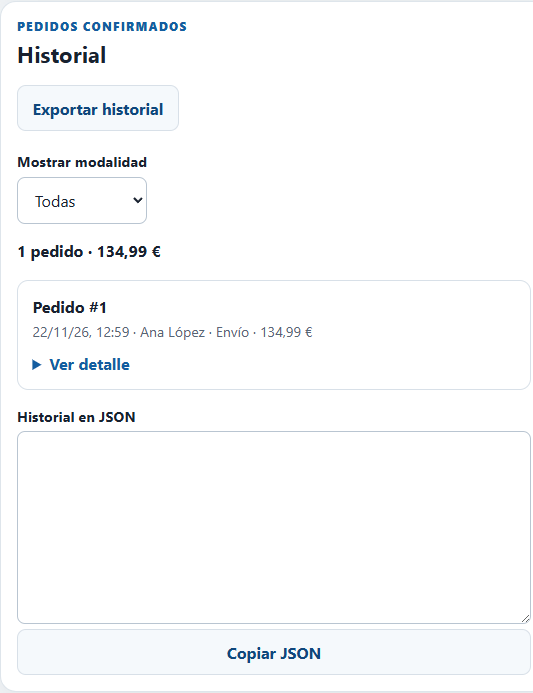 PEDIDOS CONFIRMADOS
Historial
Exportar historial
Mostrar modalidad
Todas
1 pedido · 134,99 €
Pedido #1
22/11/26, 12:59 · Ana López · Envío · 134,99 €
Ver detalle
Historial en JSON
Copiar JSON